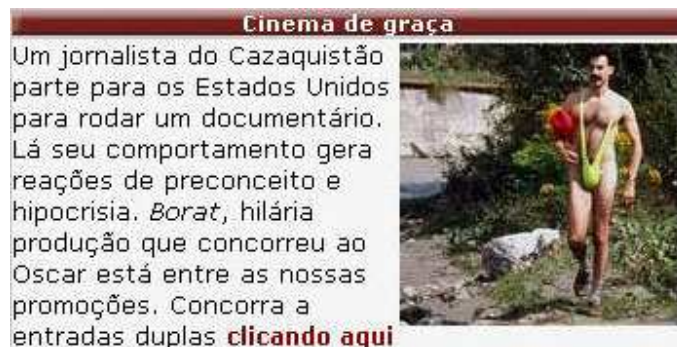 Cinema de graça
Um jornalista do Cazaquistão
parte para os Estados Unidos
para rodar um documentário.
Lá seu comportamento gera
reações de preconceito e
hipocrisia. Borat, hilária
produção que concorreu ao
Oscar está entre as nossas
promoções. Concorra a
entradas duplas clicando aqui